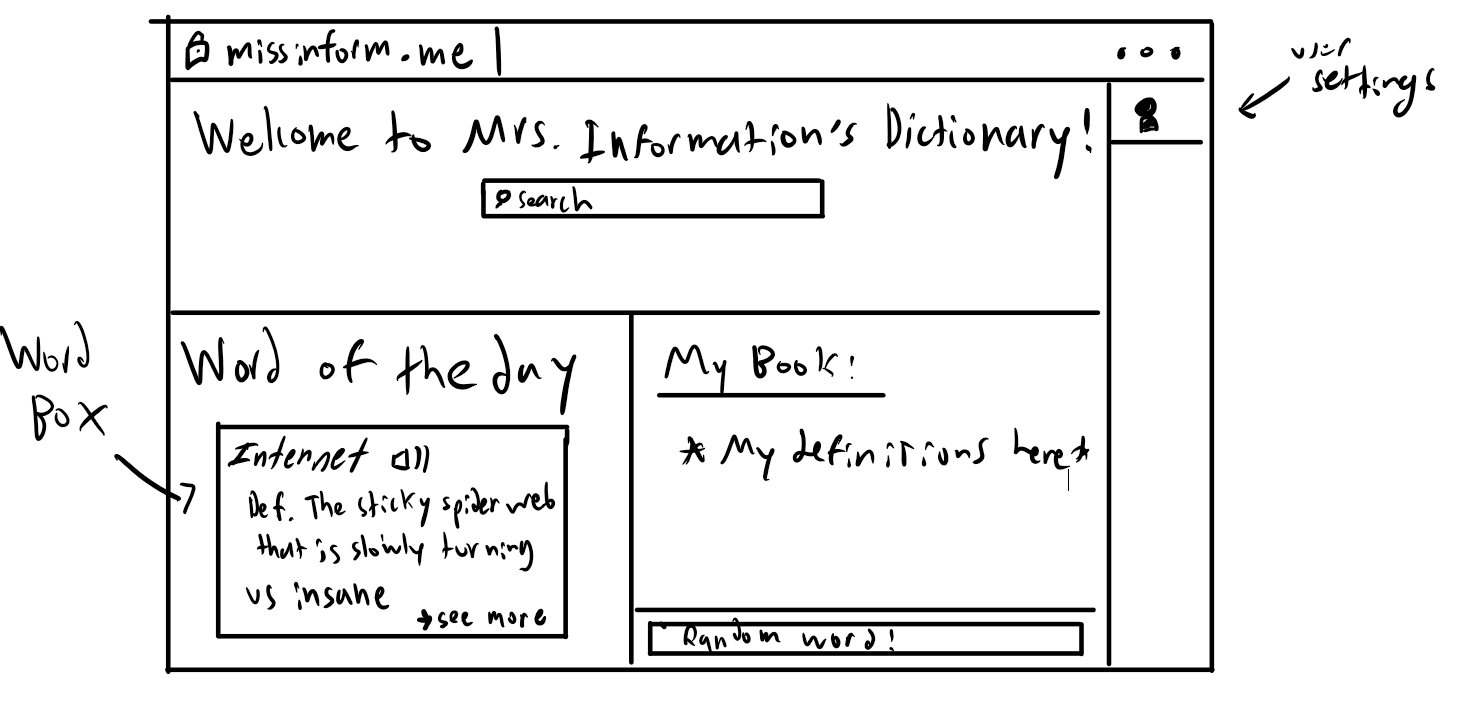 missinform.me
user
settings
Welcome to Mrs. Information's Dictionary!
search
Word
Box
Word of the day
Internet
Def. The sticky spider web
that is slowly turning
us insane
see more
My Book:
* My definitions here*
Random word!